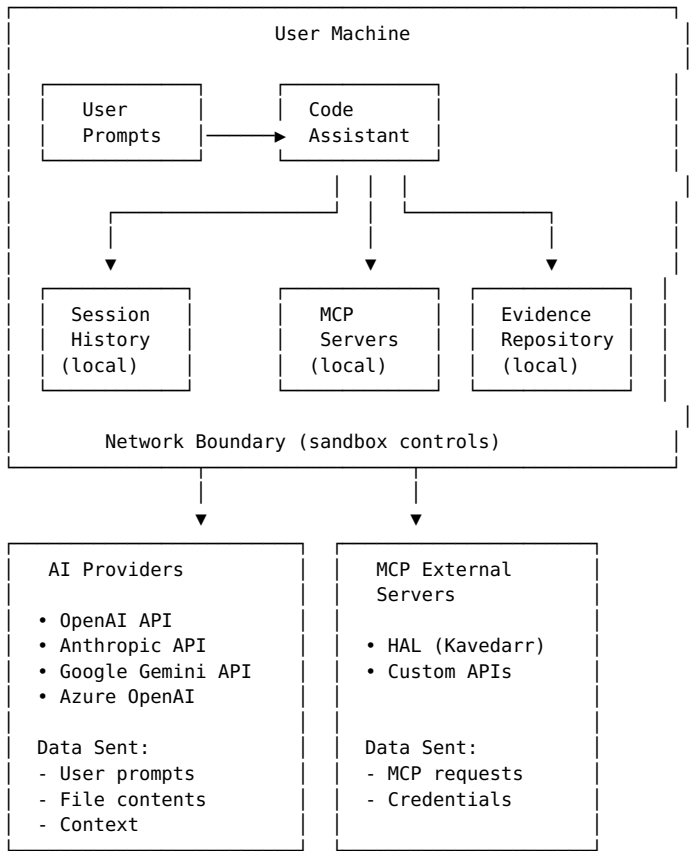 User Machine
User
Prompts
Code
Assistant
Session
History
(local)
MCP
Servers
(local)
Evidence
Repository
(local)
Network Boundary (sandbox controls)
AI Providers
• OpenAI API
• Anthropic API
• Google Gemini API
• Azure OpenAI
Data Sent:
- User prompts
- File contents
- Context
MCP External
Servers
• HAL (Kavedarr)
• Custom APIs
Data Sent:
- MCP requests
- Credentials